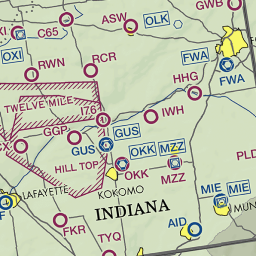 GWB
ASW
OLK
C65
OXI
RCR
FWA
RWN
FWA
HHG
TWELVE MILE
I76
IWH
GGP
GUS
GUS
OKK
MZZ
HILL TOP
OKK
MZZ
PLD
LAFAYETTE
KOKOMO
MIE
MIE
MUN
INDIANA
FKR
AID
TYQ